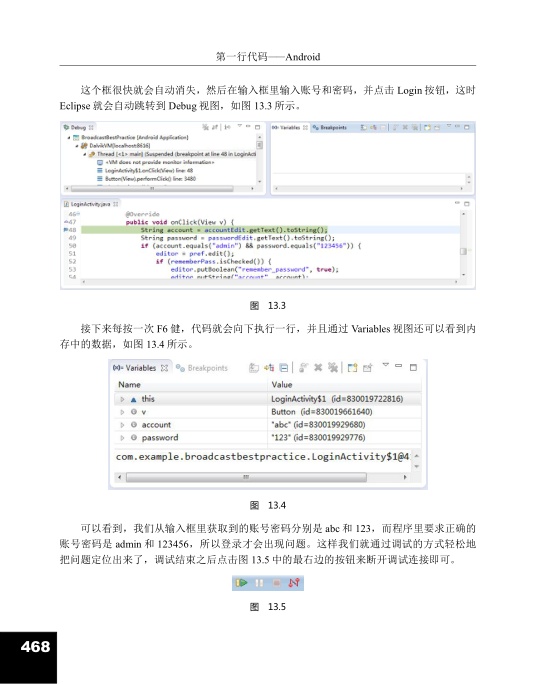 第一行代码——Android
这个框很快就会自动消失，然后在输入框里输入账号和密码，并点击 Login 按钮，这时
Eclipse 就会自动跳转到 Debug 视图，如图 13.3 所示。
Debug
Variables Breakpoints
BroadcastBestPractice [Android Application]
DalvikVM[localhost:8616]
Thread [<1> main] (Suspended (breakpoint at line 48 in LoginActi
<VM does not provide monitor information>
LoginActivity$1.onClick(View) line: 48
Button(View).performClick() line: 3480
LoginActivity.java
46 @Override
47 public void onClick(View v) {
48 String account = accountEdit.getText().toString();
49 String password = passwordEdit.getText().toString();
50 if (account.equals("admin") && password.equals("123456")) {
51 editor = pref.edit();
52 if (rememberPass.isChecked()) {
53 editor.putBoolean("remember_password", true);
54 editor.putString("account", account);
图 13.3
接下来每按一次 F6 健，代码就会向下执行一行，并且通过 Variables 视图还可以看到内
存中的数据，如图 13.4 所示。
(x)= Variables Breakpoints
Name Value
this LoginActivity$1 (id=830019722816)
v Button (id=830019661640)
account "abc" (id=830019929680)
password "123" (id=830019929776)
com.example.broadcastbestpractice.LoginActivity$1@4
图 13.4
可以看到，我们从输入框里获取到的账号密码分别是 abc 和 123，而程序里要求正确的
账号密码是 admin 和 123456，所以登录才会出现问题。这样我们就通过调试的方式轻松地
把问题定位出来了，调试结束之后点击图 13.5 中的最右边的按钮来断开调试连接即可。
图 13.5
468